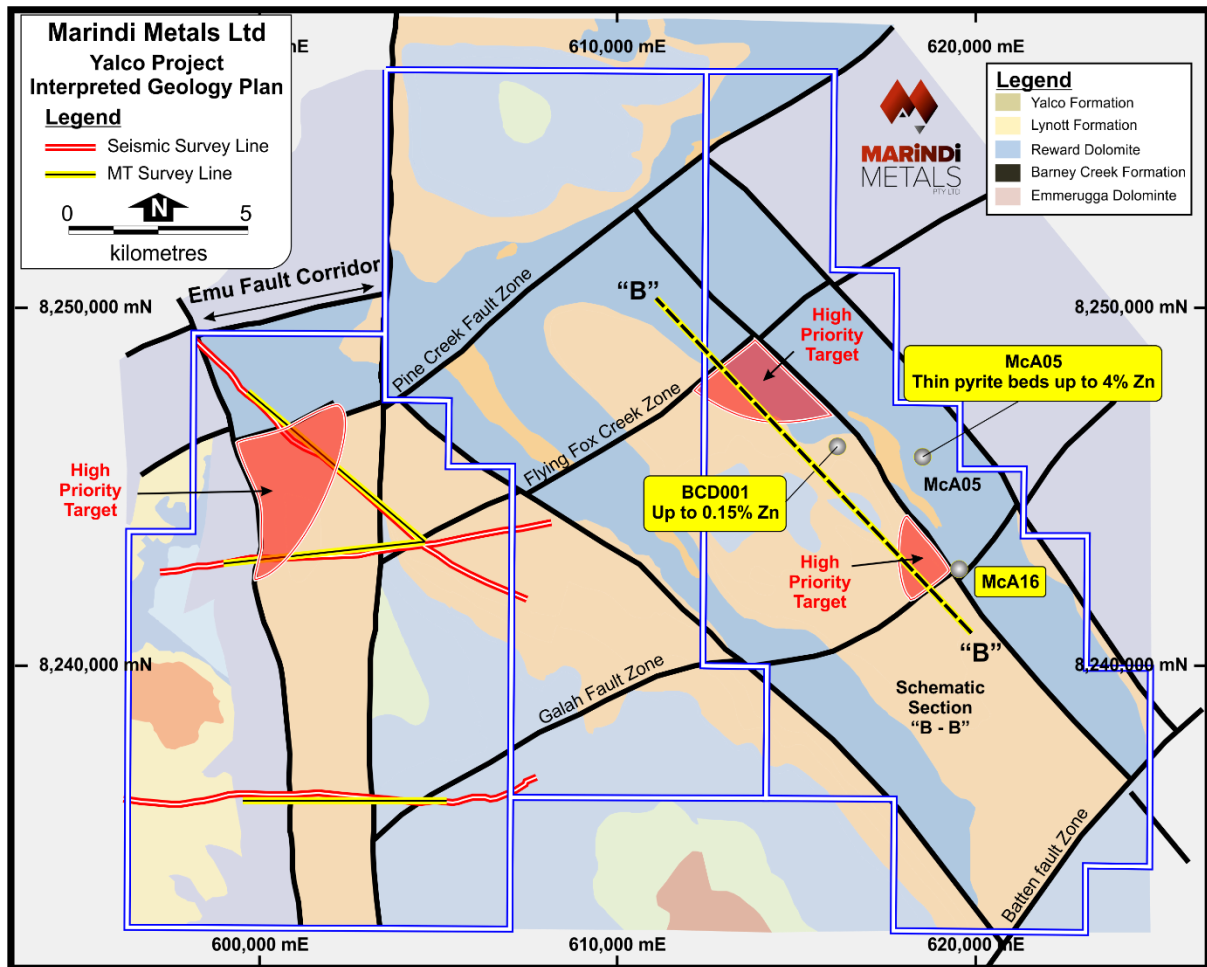 Marindi Metals Ltd
Yalco Project
Interpreted Geology Plan
Legend
Seismic Survey Line
MT Survey Line
N
0 5
kilometres
mE
610,000 mE
620,000 mE
Legend
Yalco Formation
Lynott Formation
Reward Dolomite
Barney Creek Formation
Emmerugga Dolominte
MARiNDi
METALS
PTY LTD
Emu Fault Corridor
8,250,000 mN
8,250,000 mN
Pine Creek Fault Zone
"B"
High
Priority
Target
McA05
Thin pyrite beds up to 4% Zn
Flying Fox Creek Zone
High
Priority
Target
BCD001
Up to 0.15% Zn
McA05
High
Priority
Target
McA16
"B"
8,240,000 mN
8,240,000 mN
Galah Fault Zone
Schematic
Section
"B - B"
Batten fault Zone
600,000 mE
610,000 mE
620,000 mE